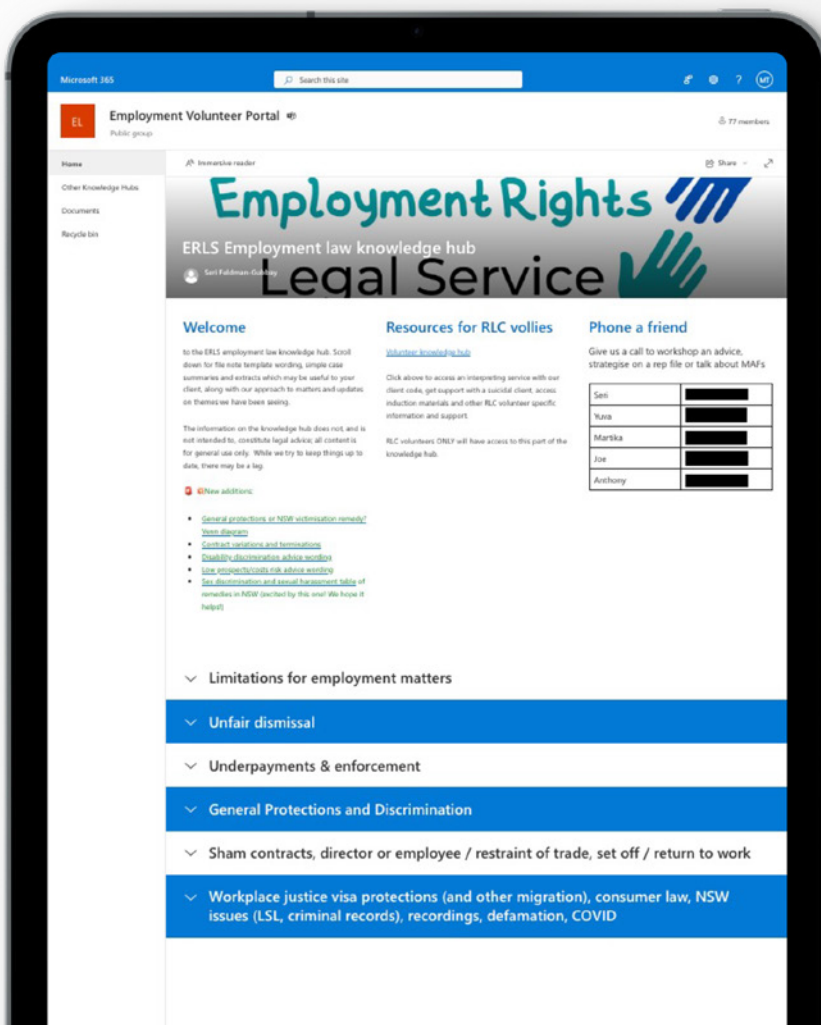 Microsoft 365
Search this site
?
MT
EL
Employment Volunteer Portal
Public group
77 members
Home
Other Knowledge Hubs
Documents
Recycle bin
Immersive reader
Share
Employment Rights
ERLS Employment law knowledge hub
Seri Feldman-Gubbay
Legal Service
Welcome
to the ERLS employment law knowledge hub. Scroll
down for file note template wording, simple case
summaries and extracts which may be useful to your
client, along with our approach to matters and updates
on themes we have been seeing.
The information on the knowledge hub does not, and is
not intended to, constitute legal advice; all content is
for general use only. While we try to keep things up to
date, there may be a lag.
New additions:
General protections or NSW victimisation remedy?
Venn diagram
Contract variations and terminations
Disability discrimination advice wording
Low prospects/costs risk advice wording
Sex discrimination and sexual harassment table of
remedies in NSW (excited by this one! We hope it
helps!)
Resources for RLC vollies
Volunteer knowledge hub
Click above to access an interpreting service with our
client code, get support with a suicidal client, access
induction materials and other RLC volunteer specific
information and support.
RLC volunteers ONLY will have access to this part of the
knowledge hub.
Phone a friend
Give us a call to workshop an advice,
strategise on a rep file or talk about MAFs
Seri
Yuva
Martika
Joe
Anthony
Limitations for employment matters
Unfair dismissal
Underpayments & enforcement
General Protections and Discrimination
Sham contracts, director or employee / restraint of trade, set off / return to work
Workplace justice visa protections (and other migration), consumer law, NSW
issues (LSL, criminal records), recordings, defamation, COVID